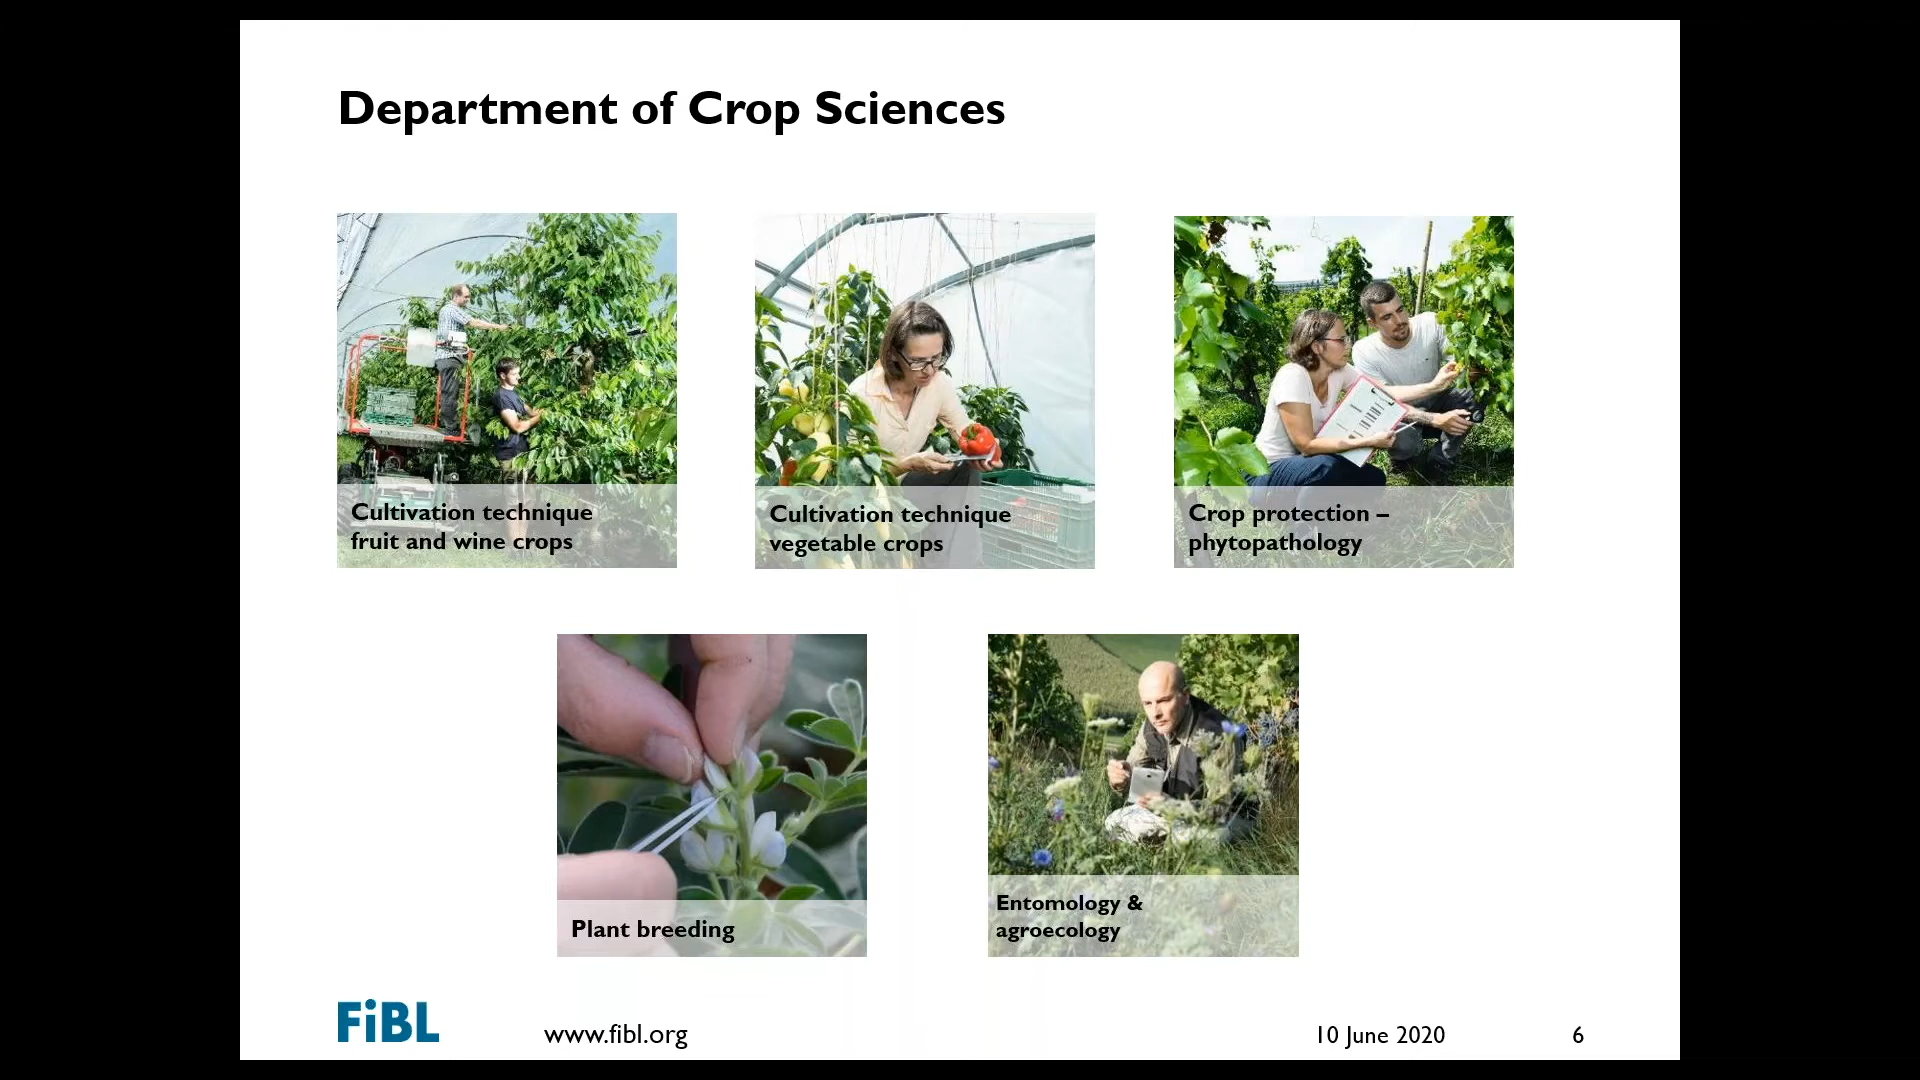 Department of Crop Sciences
Cultivation technique
fruit and wine crops
Cultivation technique
vegetable crops
Crop protection –
phytopathology
Plant breeding
Entomology &
agroecology
FiBL
www.fibl.org
10 June 2020
6